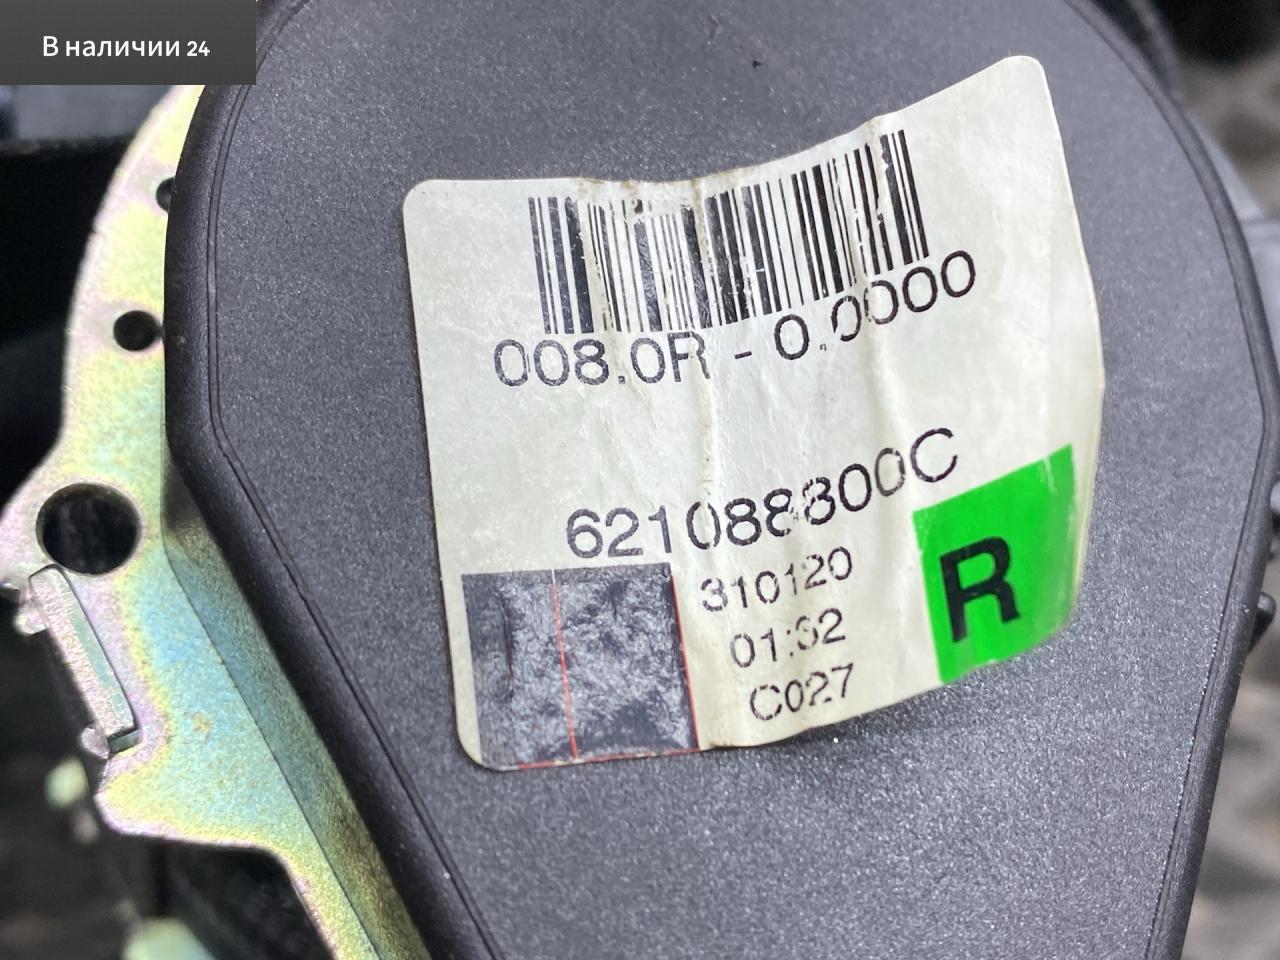 В наличии 24
008.0R - 0.0000
621088800C
310120
01:32
C027
R